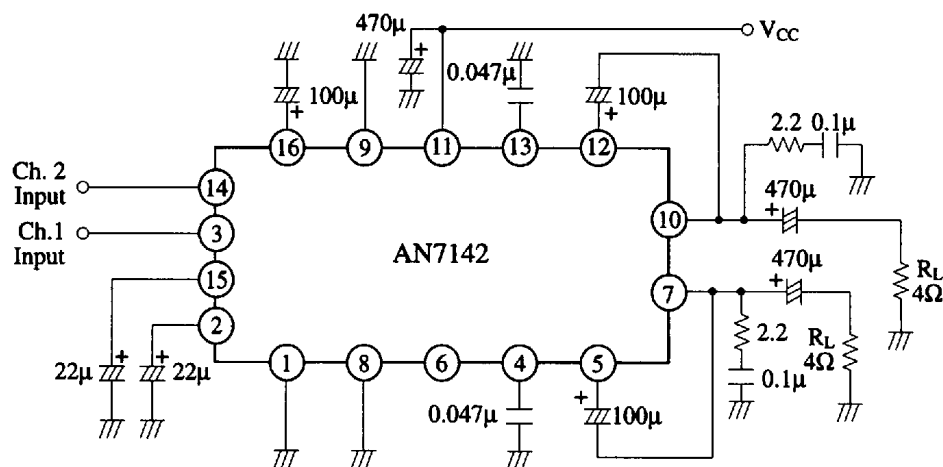 470μ
+
V_CC
100μ
+
0.047μ
100μ
+
2.2 0.1μ
16
9
11
13
12
Ch. 2
Input
14
Ch.1
Input
3
15
2
AN7142
10
7
470μ
+
470μ
+
R_L
4Ω
2.2
R_L
4Ω
0.1μ
22μ
+
+
22μ
1
8
6
4
5
0.047μ
+
100μ